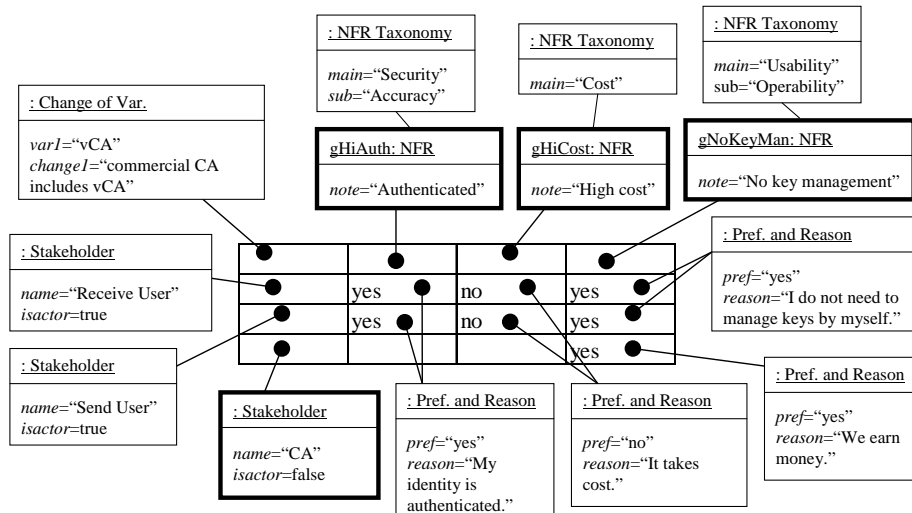 : NFR Taxonomy
main=“Security”
sub=“Accuracy”
: NFR Taxonomy
main=“Cost”
: NFR Taxonomy
main=“Usability”
sub:“Operability”
: Change of Var.
var1=“vCA”
change1=“commercial CA
includes vCA”
gHiAuth: NFR
note=“Authenticated”
gHiCost: NFR
note=“High cost”
gNoKeyMan: NFR
note=“No key management”
: Stakeholder
name=“Receive User”
isactor=true
yes no yes
yes no yes
yes
: Pref. and Reason
pref=“yes”
reason=“I do not need to
manage keys by myself.”
: Stakeholder
name=“Send User”
isactor=true
: Stakeholder
name=“CA”
isactor=false
: Pref. and Reason
pref=“yes”
reason=“My
identity is
authenticated.”
: Pref. and Reason
pref=“no”
reason=“It takes
cost.”
: Pref. and Reason
pref=“yes”
reason=“We earn
money.”